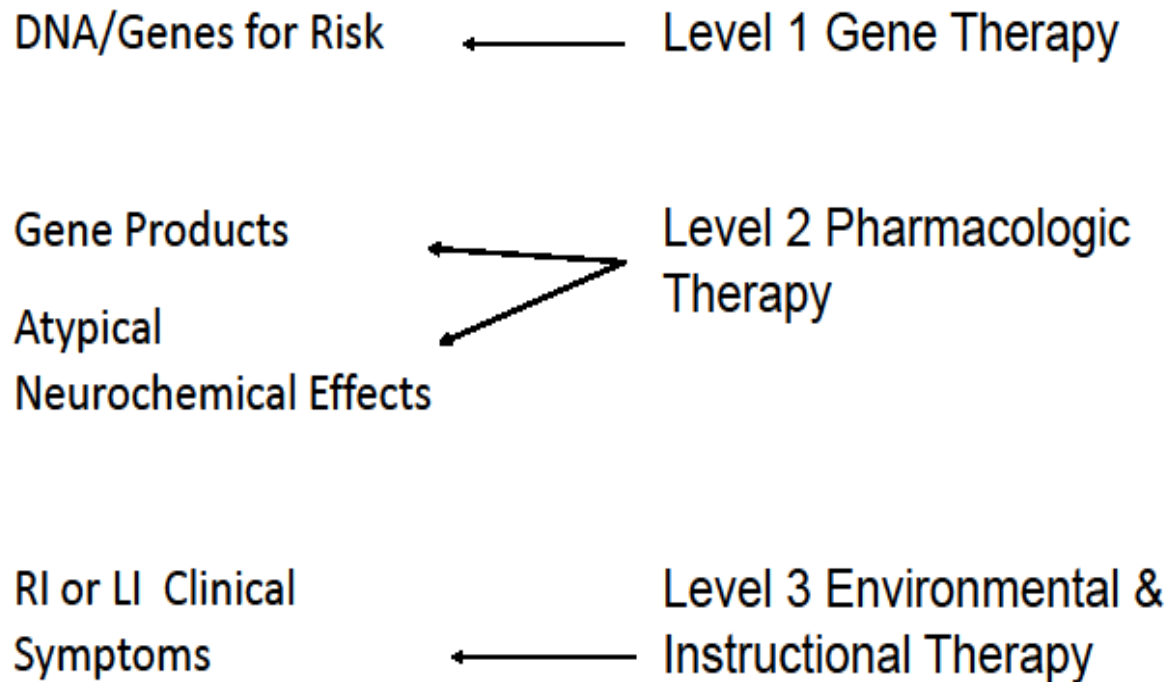 DNA/Genes for Risk
Level 1 Gene Therapy
Gene Products
Level 2 Pharmacologic
Therapy
Atypical
Neurochemical Effects
RI or LI Clinical
Symptoms
Level 3 Environmental &
Instructional Therapy